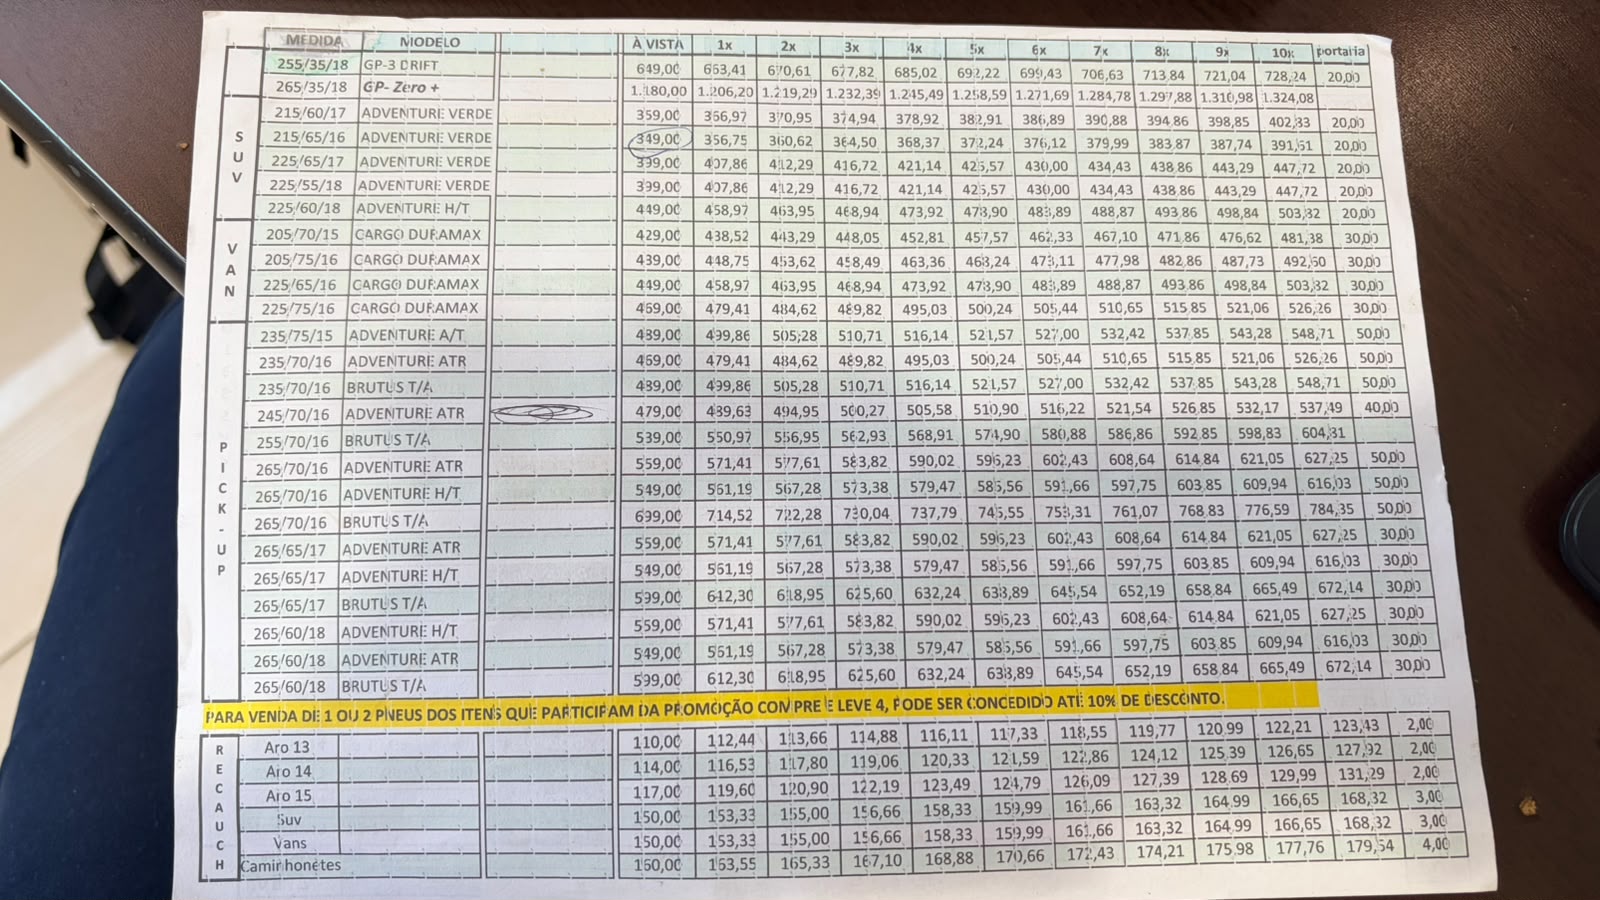 MEDIDA MODELO À VISTA 1x 2x 3x 4x 5x 6x 7x 8x 9x 10x portaria
255/35/18 GP-3 DRIFT 649,00 663,41 670,61 677,82 685,02 692,22 699,43 706,63 713,84 721,04 728,24 20,00
265/35/18 GP- Zero + 1.180,00 1.206,20 1.219,29 1.232,39 1.245,49 1.258,59 1.271,69 1.284,78 1.297,88 1.310,98 1.324,08
SUV
215/60/17 ADVENTURE VERDE 359,00 366,97 370,95 374,94 378,92 382,91 386,89 390,88 394,86 398,85 402,83 20,00
215/65/16 ADVENTURE VERDE 349,00 356,75 360,62 364,50 368,37 372,24 376,12 379,99 383,87 387,74 391,61 20,00
225/65/17 ADVENTURE VERDE 399,00 407,86 412,29 416,72 421,14 425,57 430,00 434,43 438,86 443,29 447,72 20,00
225/55/18 ADVENTURE VERDE 399,00 407,86 412,29 416,72 421,14 425,57 430,00 434,43 438,86 443,29 447,72 20,00
225/60/18 ADVENTURE H/T 449,00 458,97 463,95 468,94 473,92 478,90 483,89 488,87 493,86 498,84 503,82 20,00
VAN
205/70/15 CARGO DURAMAX 429,00 438,52 443,29 448,05 452,81 457,57 462,33 467,10 471,86 476,62 481,38 30,00
205/75/16 CARGO DURAMAX 439,00 448,75 453,62 458,49 463,36 468,24 473,11 477,98 482,86 487,73 492,60 30,00
225/65/16 CARGO DURAMAX 449,00 458,97 463,95 468,94 473,92 478,90 483,89 488,87 493,86 498,84 503,82 30,00
225/75/16 CARGO DURAMAX 469,00 479,41 484,62 489,82 495,03 500,24 505,44 510,65 515,85 521,06 526,26 30,00
PICK-UP
235/75/15 ADVENTURE A/T 489,00 499,86 505,28 510,71 516,14 521,57 527,00 532,42 537,85 543,28 548,71 50,00
235/70/16 ADVENTURE ATR 469,00 479,41 484,62 489,82 495,03 500,24 505,44 510,65 515,85 521,06 526,26 50,00
235/70/16 BRUTUS T/A 489,00 499,86 505,28 510,71 516,14 521,57 527,00 532,42 537,85 543,28 548,71 50,00
245/70/16 ADVENTURE ATR 479,00 489,63 494,95 500,27 505,58 510,90 516,22 521,54 526,85 532,17 537,49 40,00
255/70/16 BRUTUS T/A 539,00 550,97 556,95 562,93 568,91 574,90 580,88 586,86 592,85 598,83 604,81
265/70/16 ADVENTURE ATR 559,00 571,41 577,61 583,82 590,02 596,23 602,43 608,64 614,84 621,05 627,25 50,00
265/70/16 ADVENTURE H/T 549,00 561,19 567,28 573,38 579,47 585,56 591,66 597,75 603,85 609,94 616,03 50,00
265/70/16 BRUTUS T/A 699,00 714,52 722,28 730,04 737,79 745,55 753,31 761,07 768,83 776,59 784,35 50,00
265/65/17 ADVENTURE ATR 559,00 571,41 577,61 583,82 590,02 596,23 602,43 608,64 614,84 621,05 627,25 30,00
265/65/17 ADVENTURE H/T 549,00 561,19 567,28 573,38 579,47 585,56 591,66 597,75 603,85 609,94 616,03 30,00
265/65/17 BRUTUS T/A 599,00 612,30 618,95 625,60 632,24 638,89 645,54 652,19 658,84 665,49 672,14 30,00
265/60/18 ADVENTURE H/T 559,00 571,41 577,61 583,82 590,02 596,23 602,43 608,64 614,84 621,05 627,25 30,00
265/60/18 ADVENTURE ATR 549,00 561,19 567,28 573,38 579,47 585,56 591,66 597,75 603,85 609,94 616,03 30,00
265/60/18 BRUTUS T/A 599,00 612,30 618,95 625,60 632,24 638,89 645,54 652,19 658,84 665,49 672,14 30,00
PARA VENDA DE 1 OU 2 PNEUS DOS ITENS QUE PARTICIPAM DA PROMOÇÃO COMPRE E LEVE 4, PODE SER CONCEDIDO ATÉ 10% DE DESCONTO.
RECAUCH
Aro 13 110,00 112,44 113,66 114,88 116,11 117,33 118,55 119,77 120,99 122,21 123,43 2,00
Aro 14 114,00 116,53 117,80 119,06 120,33 121,59 122,86 124,12 125,39 126,65 127,92 2,00
Aro 15 117,00 119,60 120,90 122,19 123,49 124,79 126,09 127,39 128,69 129,99 131,29 2,00
Suv 150,00 153,33 155,00 156,66 158,33 159,99 161,66 163,32 164,99 166,65 168,32 3,00
Vans 150,00 153,33 155,00 156,66 158,33 159,99 161,66 163,32 164,99 166,65 168,32 3,00
Caminhonetes 160,00 163,55 165,33 167,10 168,88 170,66 172,43 174,21 175,98 177,76 179,54 4,00